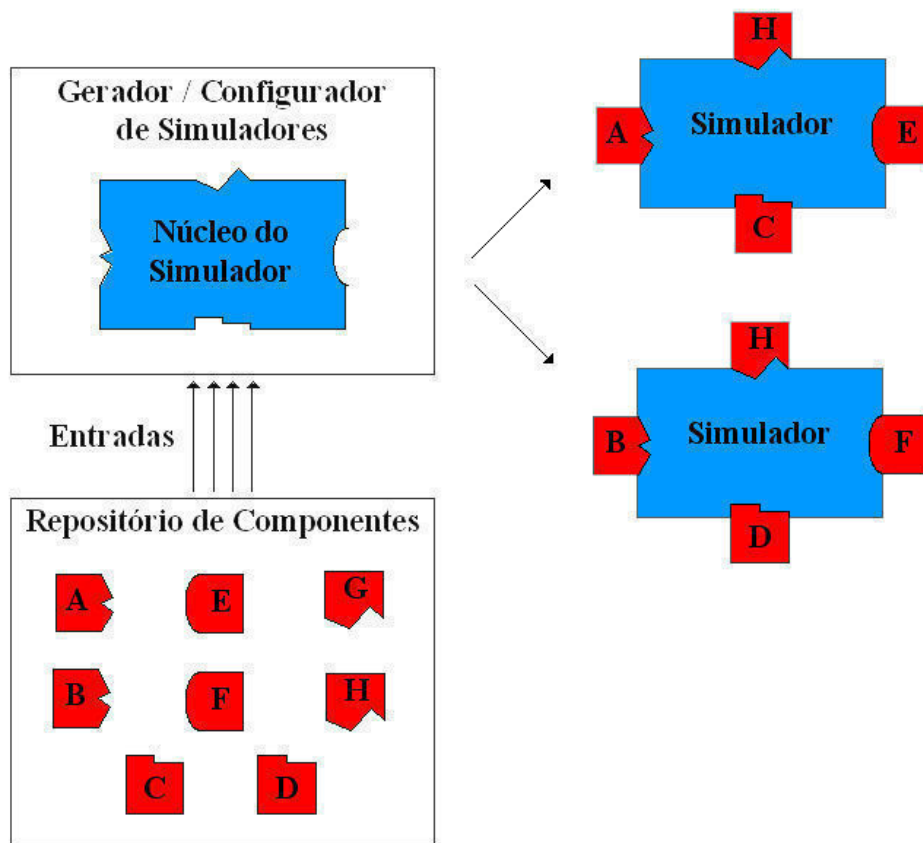 Gerador / Configurador
de Simuladores
Núcleo do
Simulador
Entradas
Repositório de Componentes
A
E
G
B
F
H
C
D
H
A
Simulador
E
C
H
B
Simulador
F
D